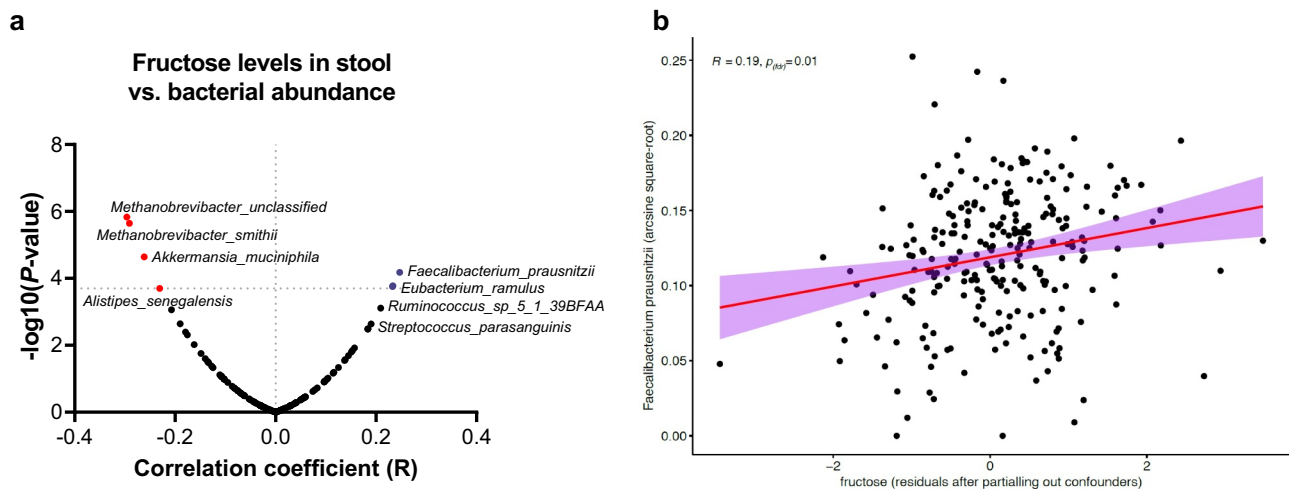 a
Fructose levels in stool
vs. bacterial abundance
-log10(P-value)
8
6
4
2
0
Methanobrevibacter_unclassified
Methanobrevibacter_smithii
Akkermansia_muciniphila
Alistipes_senegalensis
Faecalibacterium_prausnitzii
Eubacterium_ramulus
Ruminococcus_sp_5_1_39BFAA
Streptococcus_parasanguinis
-0.4 -0.2 0.0 0.2 0.4
Correlation coefficient (R)
b
R = 0.19, p(fdr)=0.01
Faecalibacterium prausnitzii (arcsine square-root)
0.25
0.20
0.15
0.10
0.05
0.00
−2 0 2
fructose (residuals after partialling out confounders)